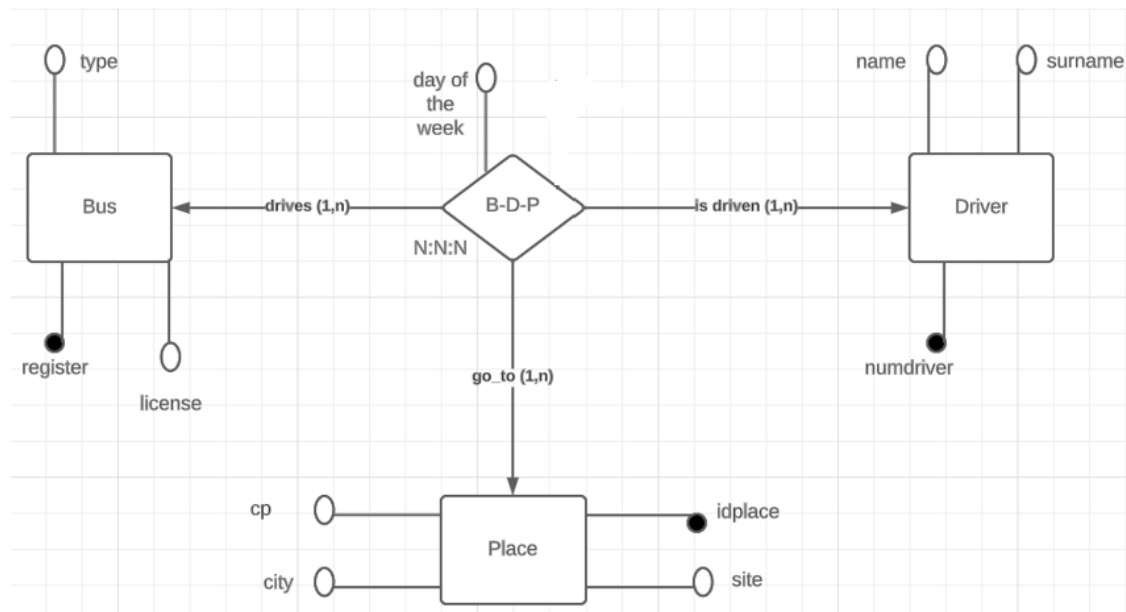 type
name
surname
day of
the
week
Bus
drives (1,n)
B-D-P
is driven (1,n)
Driver
N:N:N
register
license
numdriver
go_to (1,n)
cp
idplace
Place
city
site